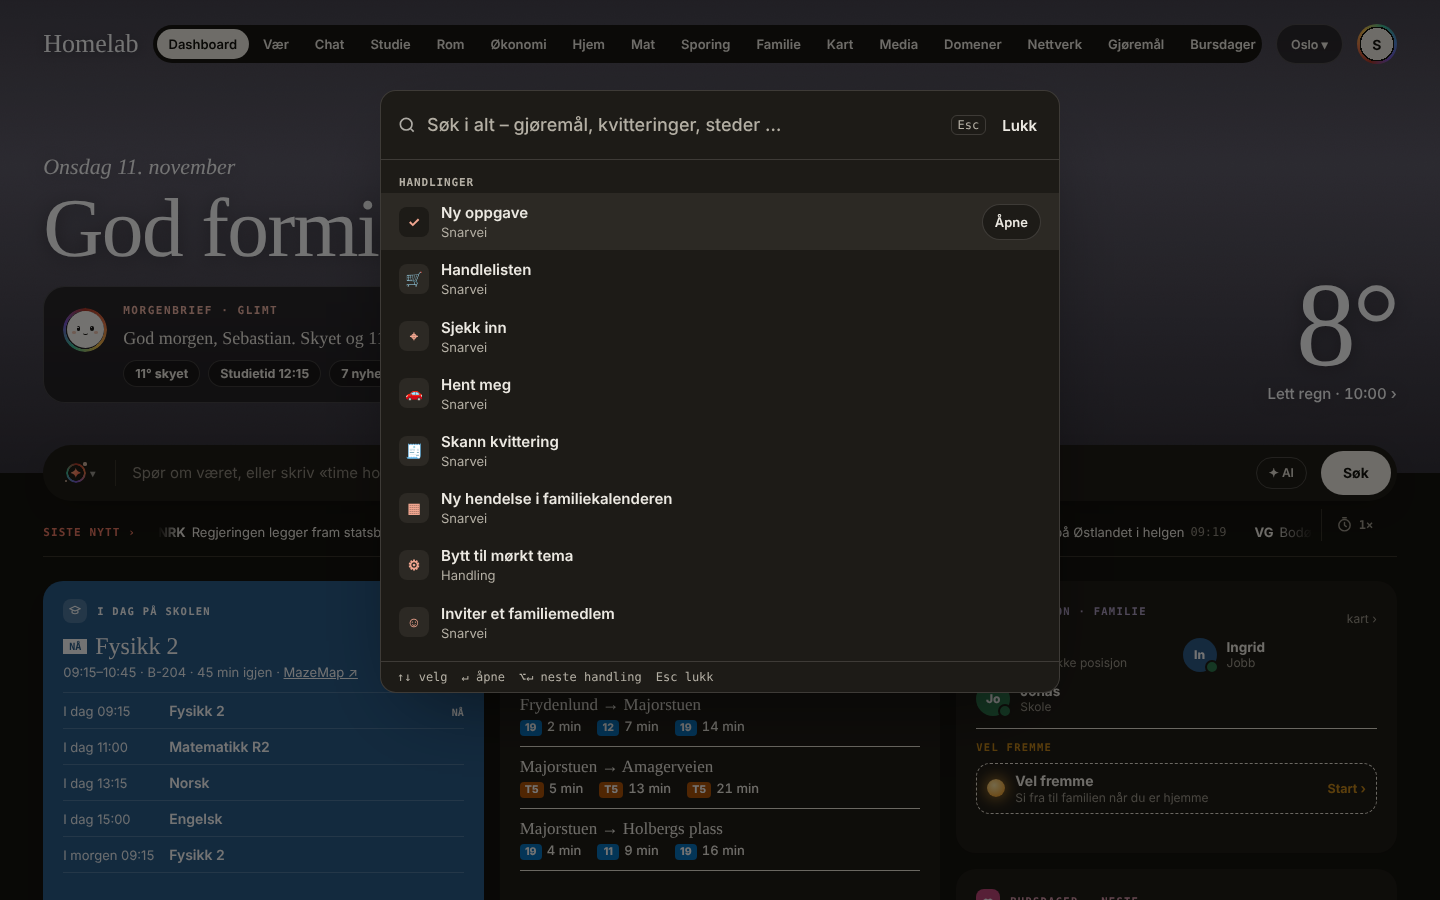 Homelab
Dashboard Vær Chat Studie Rom Økonomi Hjem Mat Sporing Familie Kart Media Domener Nettverk Gjøremål Bursdager
Oslo ▾
S
Søk i alt – gjøremål, kvitteringer, steder ...
Esc Lukk
Onsdag 11. november
God formi
HANDLINGER
Ny oppgave
Snarvei
Åpne
Handlelisten
Snarvei
Sjekk inn
Snarvei
Hent meg
Snarvei
Skann kvittering
Snarvei
Ny hendelse i familiekalenderen
Snarvei
Bytt til mørkt tema
Handling
Inviter et familiemedlem
Snarvei
↑↓ velg ↵ åpne ⌥↵ neste handling Esc lukk
MORGENBRIEF · GLIMT
God morgen, Sebastian. Skyet og 11
11° skyet Studietid 12:15 7 nyhe
8°
Lett regn · 10:00 ›
Spør om været, eller skriv «time ho
✦ AI
Søk
SISTE NYTT ›
NRK Regjeringen legger fram statsb
på Østlandet i helgen 09:19 VG Bodø
1×
I DAG PÅ SKOLEN
NÅ Fysikk 2
09:15–10:45 · B-204 · 45 min igjen · MazeMap ↗
I dag 09:15 Fysikk 2 NÅ
I dag 11:00 Matematikk R2
I dag 13:15 Norsk
I dag 15:00 Engelsk
I morgen 09:15 Fysikk 2
Frydenlund → Majorstuen
19 2 min 12 7 min 19 14 min
Majorstuen → Amagerveien
T5 5 min T5 13 min T5 21 min
Majorstuen → Holbergs plass
19 4 min 11 9 min 19 16 min
ON · FAMILIE
kart ›
kke posisjon
In
Ingrid
Jobb
Jo
Jonas
Skole
VEL FREMME
Vel fremme
Si fra til familien når du er hjemme
Start ›